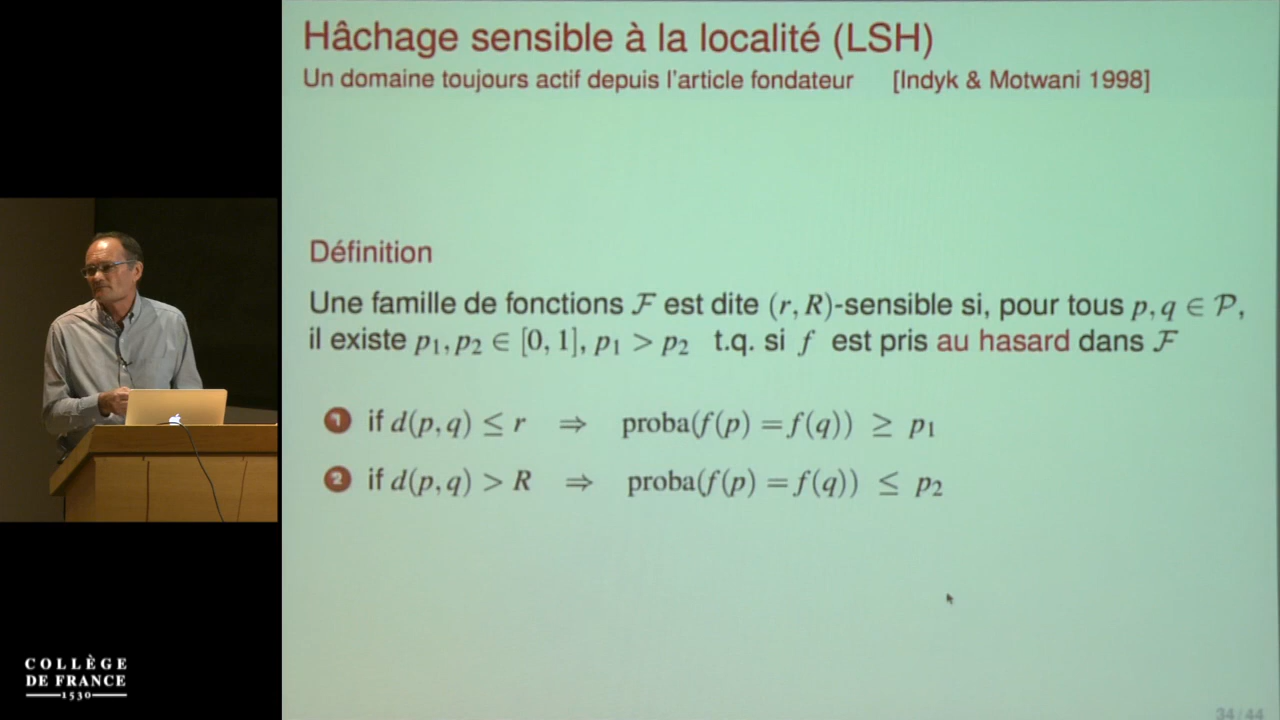 Hâchage sensible à la localité (LSH)
Un domaine toujours actif depuis l'article fondateur [Indyk & Motwani 1998]
Définition
Une famille de fonctions ℱ est dite (r, R)-sensible si, pour tous p, q ∈ 𝒫,
il existe p₁, p₂ ∈ [0, 1], p₁ > p₂ t.q. si f est pris au hasard dans ℱ
1 if d(p, q) ≤ r ⇒ proba(f(p) = f(q)) ≥ p₁
2 if d(p, q) > R ⇒ proba(f(p) = f(q)) ≤ p₂
COLLÈGE
DE FRANCE
1530
34 / 44